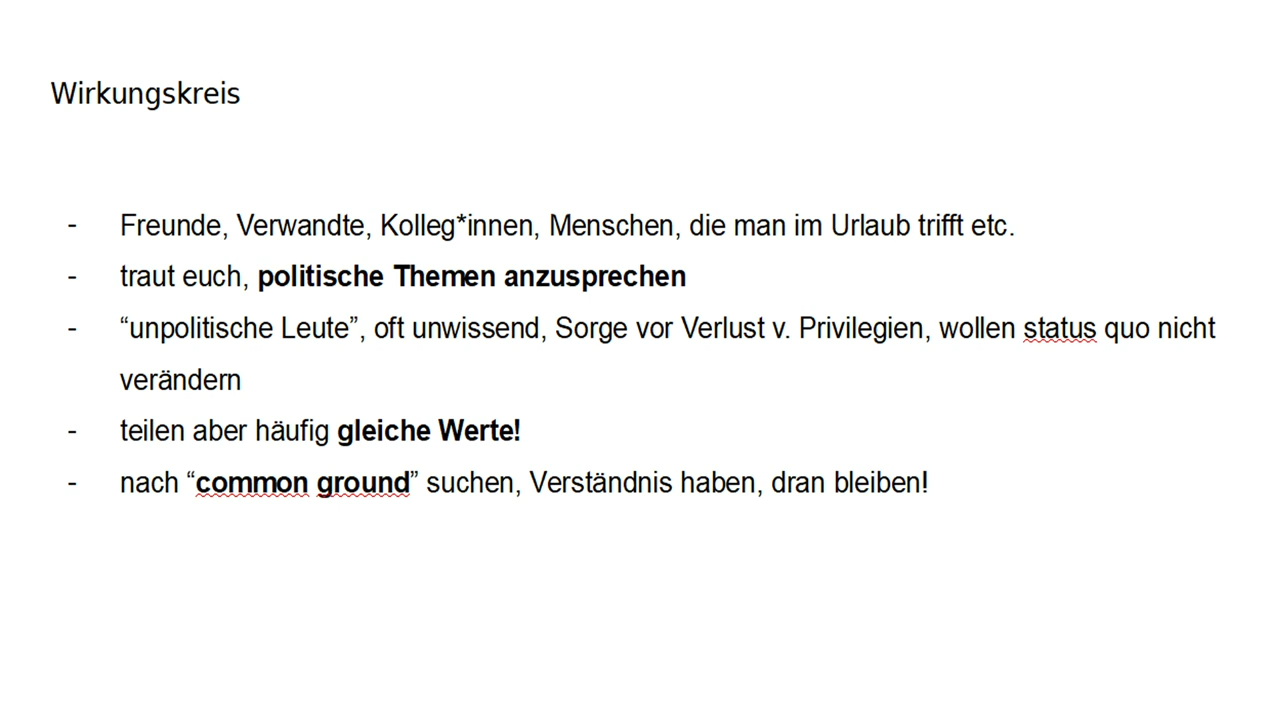 Wirkungskreis
- Freunde, Verwandte, Kolleg*innen, Menschen, die man im Urlaub trifft etc.
- traut euch, politische Themen anzusprechen
- “unpolitische Leute”, oft unwissend, Sorge vor Verlust v. Privilegien, wollen status quo nicht
verändern
- teilen aber häufig gleiche Werte!
- nach “common ground” suchen, Verständnis haben, dran bleiben!